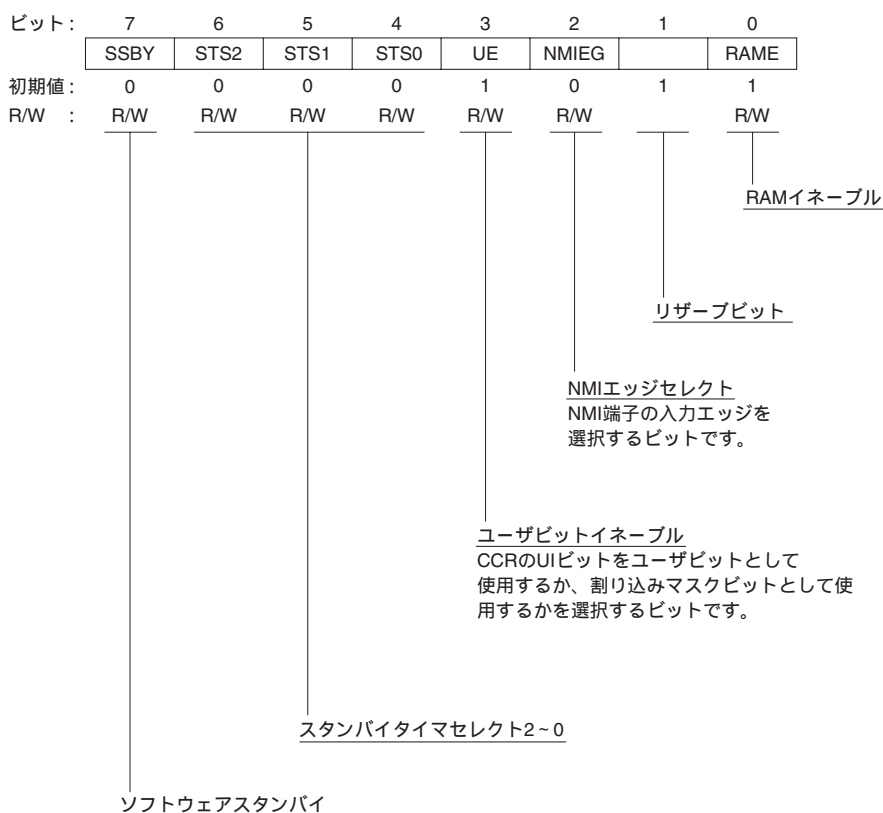 ビット： 7 6 5 4 3 2 1 0
SSBY STS2 STS1 STS0 UE NMIEG RAME
初期値： 0 0 0 0 1 0 1 1
R/W ： R/W R/W R/W R/W R/W R/W R/W
RAMイネーブル
リザーブビット
NMIエッジセレクト
NMI端子の入力エッジを
選択するビットです。
ユーザビットイネーブル
CCRのUIビットをユーザビットとして
使用するか、割り込みマスクビットとして使
用するかを選択するビットです。
スタンバイタイマセレクト2～0
ソフトウェアスタンバイ